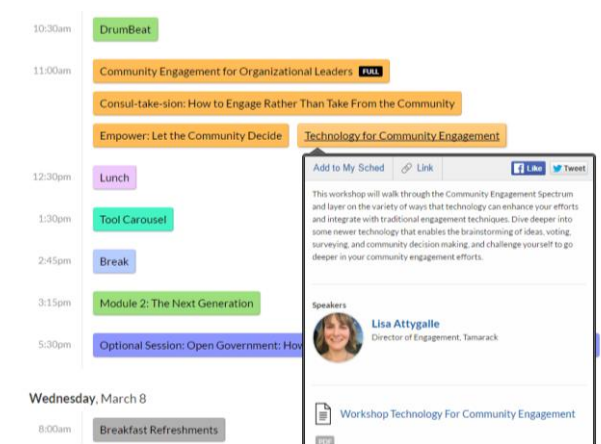 10:30am DrumBeat
11:00am Community Engagement for Organizational Leaders FULL
Consul-take-sion: How to Engage Rather Than Take From the Community
Empower: Let the Community Decide Technology for Community Engagement
Add to My Sched Link Like Tweet
This workshop will walk through the Community Engagement Spectrum
and layer on the variety of ways that technology can enhance your efforts
and integrate with traditional engagement techniques. Dive deeper into
some newer technology that enables the brainstorming of ideas, voting,
surveying, and community decision making, and challenge yourself to go
deeper in your community engagement efforts.
Speakers
Lisa Attygalle
Director of Engagement, Tamarack
Workshop Technology For Community Engagement
PDF
12:30pm Lunch
1:30pm Tool Carousel
2:45pm Break
3:15pm Module 2: The Next Generation
5:30pm Optional Session: Open Government:
Wednesday, March 8
8:00am Breakfast Refreshments